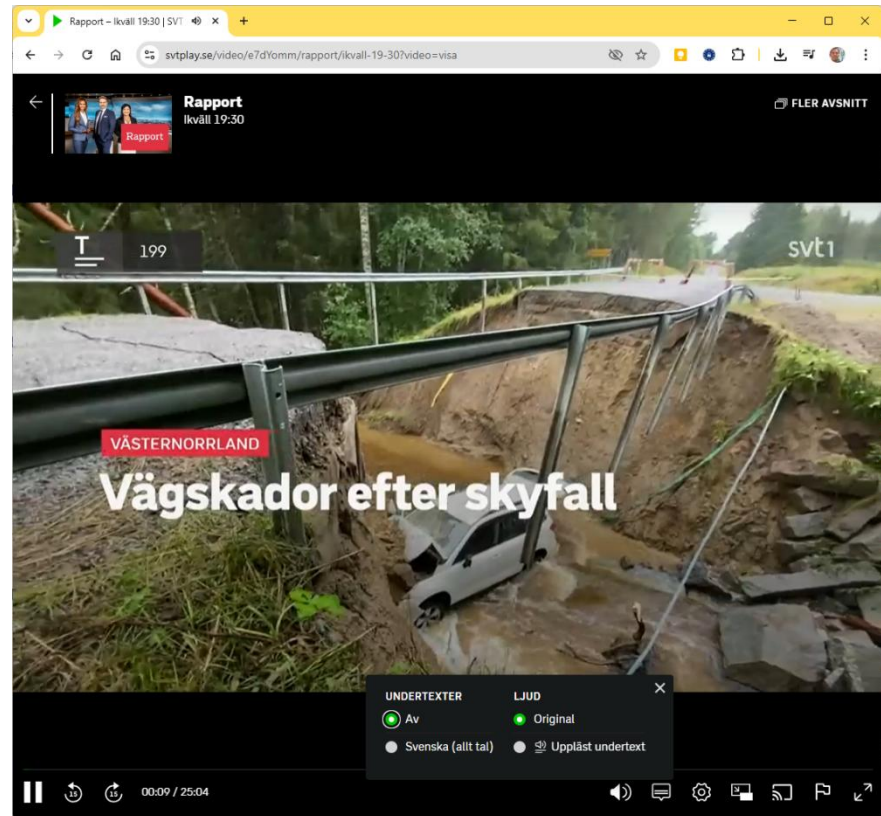 Rapport – Ikväll 19:30 | SVT
svtplay.se/video/e7dYomm/rapport/ikvall-19-30?video=visa
Rapport
Rapport
Ikväll 19:30
FLER AVSNITT
T 199
svt1
VÄSTERNORRLAND
Vägskador efter skyfall
UNDERTEXTER
LJUD
Av
Original
Svenska (allt tal)
Uppläst undertext
15
15
00:09 / 25:04